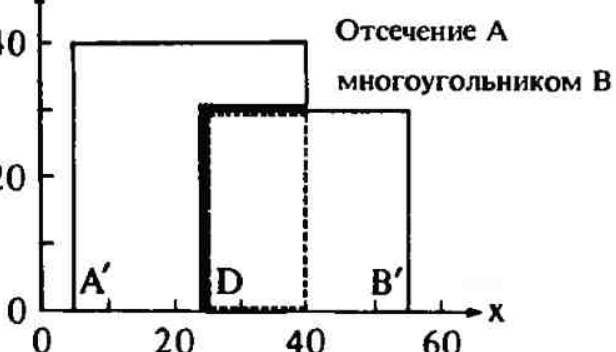 Отсечение A
40
многоугольником B
20
A′ D B′
0 x
0 20 40 60